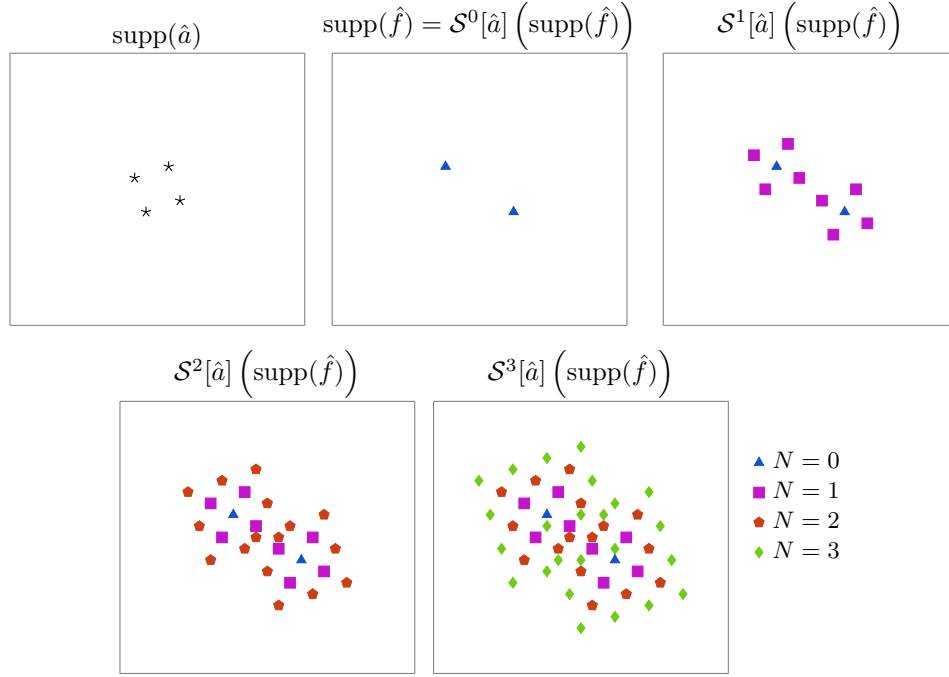 supp(â)
supp(f̂) = 𝒮⁰[â] (supp(f̂))
𝒮¹[â] (supp(f̂))
𝒮²[â] (supp(f̂))
𝒮³[â] (supp(f̂))
N = 0
N = 1
N = 2
N = 3